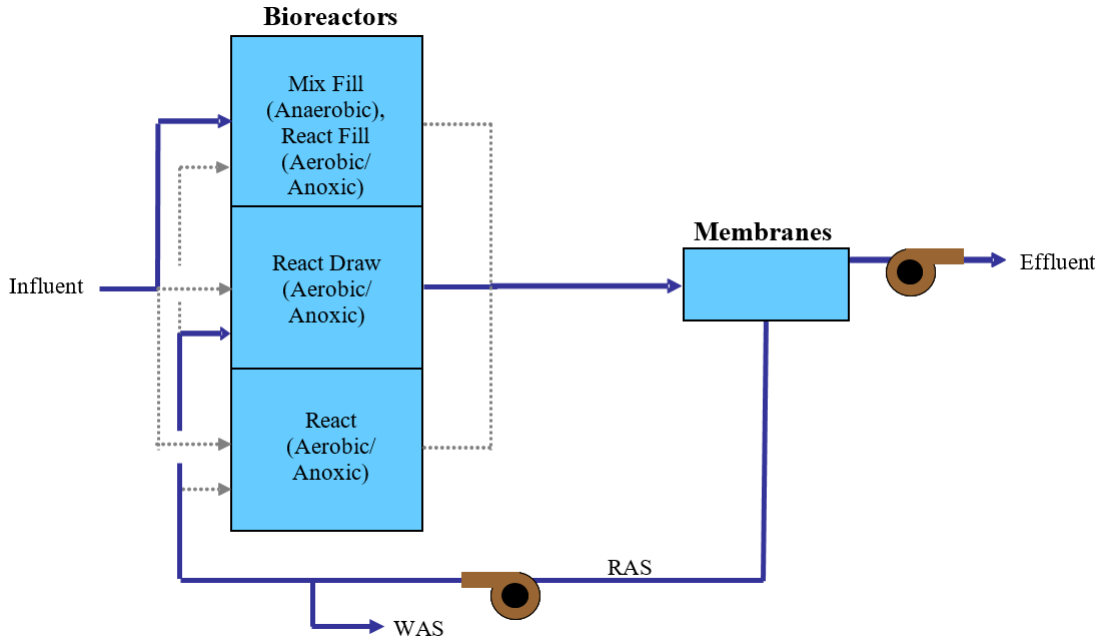 Bioreactors
Mix Fill
(Anaerobic),
React Fill
(Aerobic/
Anoxic)
React Draw
(Aerobic/
Anoxic)
React
(Aerobic/
Anoxic)
Membranes
Influent
Effluent
RAS
WAS